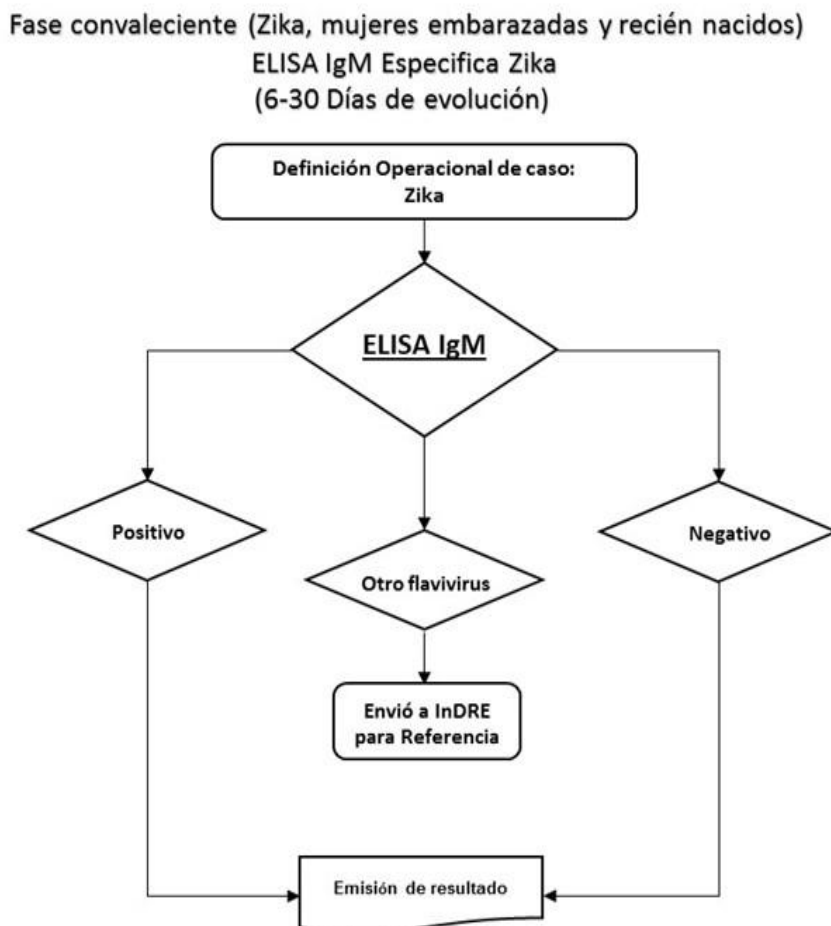 Fase convaleciente (Zika, mujeres embarazadas y recién nacidos)
ELISA IgM Especifica Zika
(6-30 Días de evolución)
Definición Operacional de caso:
Zika
ELISA IgM
Positivo
Negativo
Otro flavivirus
Envió a InDRE
para Referencia
Emisión de resultado